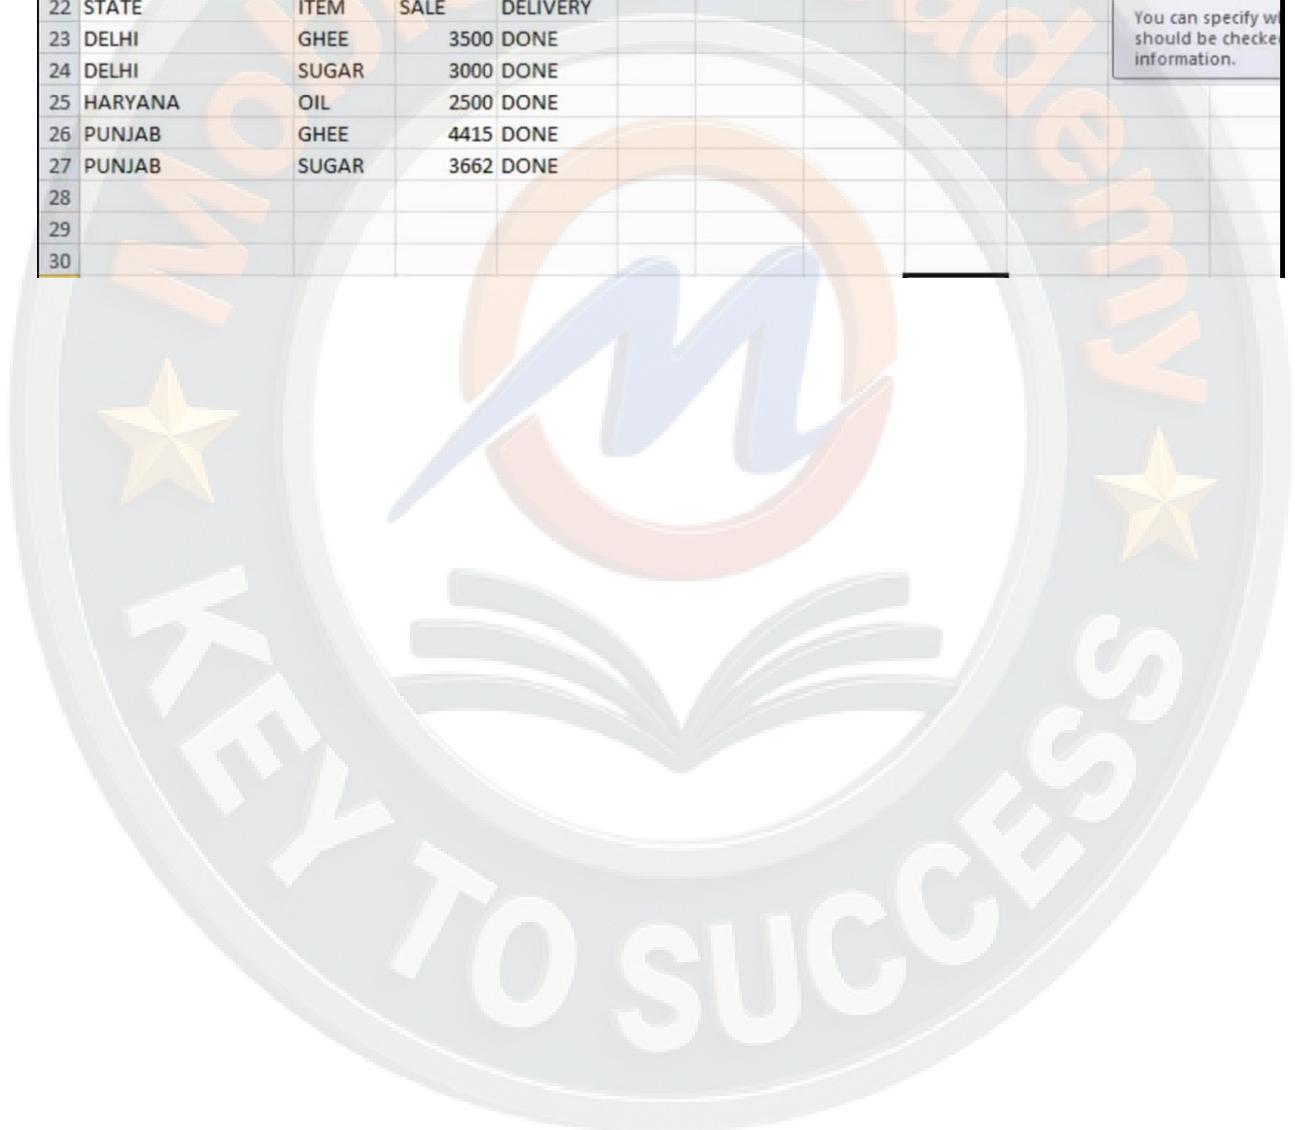 22 STATE ITEM SALE DELIVERY
23 DELHI GHEE 3500 DONE
24 DELHI SUGAR 3000 DONE
25 HARYANA OIL 2500 DONE
26 PUNJAB GHEE 4415 DONE
27 PUNJAB SUGAR 3662 DONE
28
29
30
You can specify
should be checke
information.
KEY TO SUCCESS